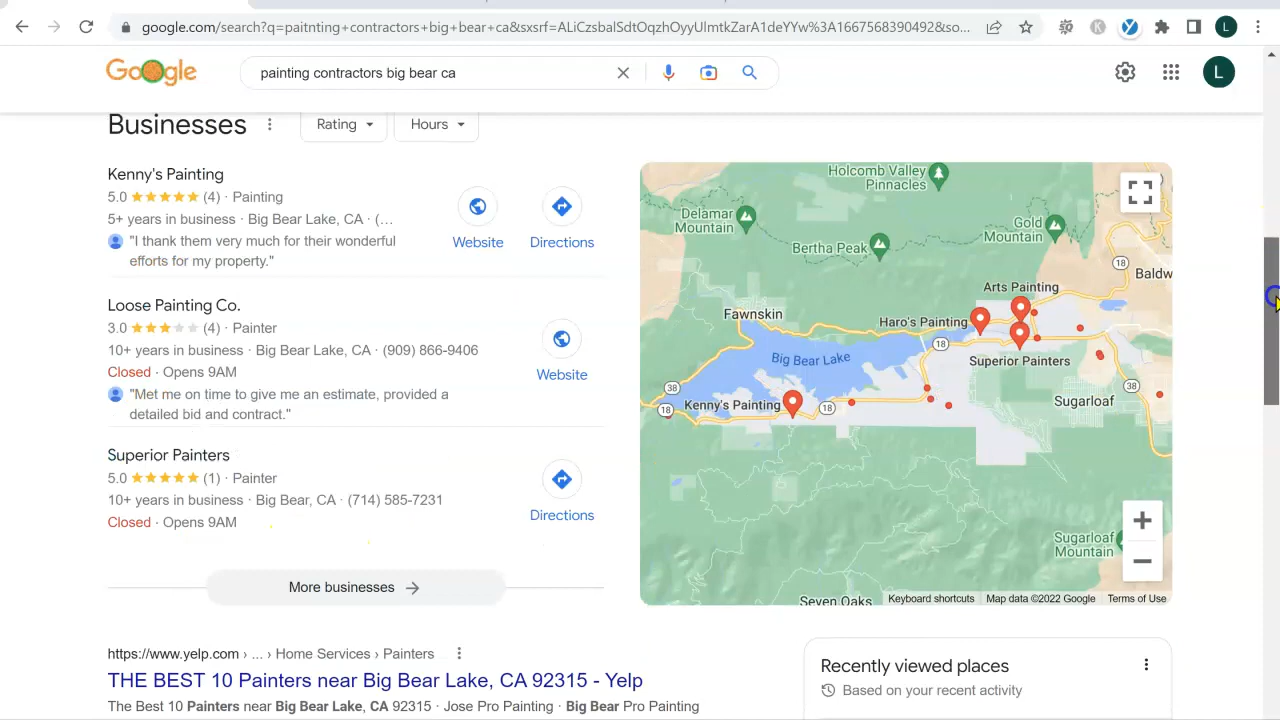 google.com/search?q=paitnting+contractors+big+bear+ca&sxsrf=ALiCzsbalSdtOqzhOyyUlmtkZarA1deYYw%3A1667568390492&so...
K
L
Google
painting contractors big bear ca
L
Businesses
Rating
Hours
Kenny's Painting
5.0 (4) · Painting
5+ years in business · Big Bear Lake, CA · (...
"I thank them very much for their wonderful
efforts for my property."
Website
Directions
Loose Painting Co.
3.0 (4) · Painter
10+ years in business · Big Bear Lake, CA · (909) 866-9406
Closed · Opens 9AM
"Met me on time to give me an estimate, provided a
detailed bid and contract."
Website
Superior Painters
5.0 (1) · Painter
10+ years in business · Big Bear, CA · (714) 585-7231
Closed · Opens 9AM
Directions
More businesses
Holcomb Valley
Pinnacles
Delamar
Mountain
Gold
Mountain
Bertha Peak
18
Baldw
Arts Painting
Fawnskin
Haro's Painting
18
Big Bear Lake
Superior Painters
38
38
Kenny's Painting
18
18
Sugarloaf
Sugarloaf
Mountain
Seven Oaks
Keyboard shortcuts
Map data ©2022 Google
Terms of Use
https://www.yelp.com › ... › Home Services › Painters
THE BEST 10 Painters near Big Bear Lake, CA 92315 - Yelp
The Best 10 Painters near Big Bear Lake, CA 92315 · Jose Pro Painting · Big Bear Pro Painting
Recently viewed places
Based on your recent activity